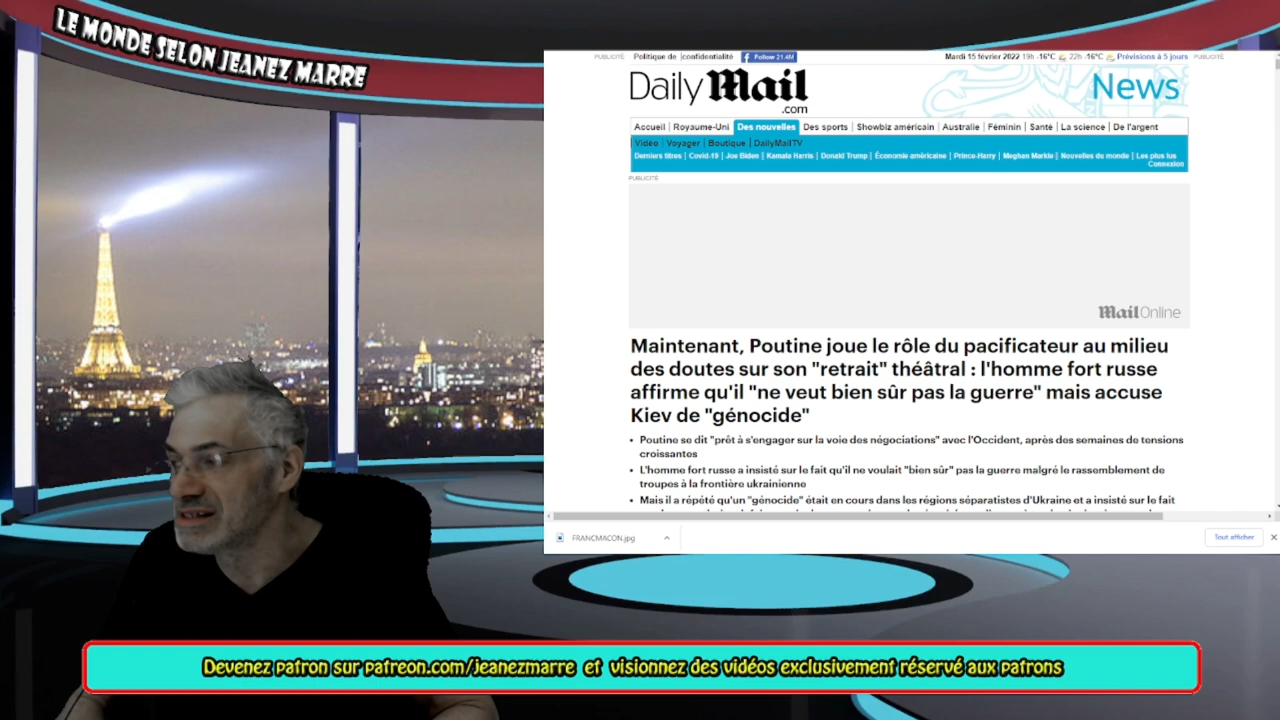 LE MONDE SELON JEANEZ MARRE
PUBLICITÉ Politique de confidentialité Follow 21.4M Mardi 15 février 2022 19h -16°C 22h -16°C Prévisions à 5 jours PUBLICITÉ
Daily Mail
.com
News
Accueil | Royaume-Uni | Des nouvelles | Des sports | Showbiz américain | Australie | Féminin | Santé | La science | De l'argent
Vidéo | Voyager | Boutique | DailyMailTV
Derniers titres | Covid-19 | Joe Biden | Kamala Harris | Donald Trump | Économie américaine | Prince-Harry | Meghan Markle | Nouvelles du monde | Les plus lus
Connexion
PUBLICITÉ
Mail Online
Maintenant, Poutine joue le rôle du pacificateur au milieu
des doutes sur son "retrait" théâtral : l'homme fort russe
affirme qu'il "ne veut bien sûr pas la guerre" mais accuse
Kiev de "génocide"
• Poutine se dit "prêt à s'engager sur la voie des négociations" avec l'Occident, après des semaines de tensions
croissantes
• L'homme fort russe a insisté sur le fait qu'il ne voulait "bien sûr" pas la guerre malgré le rassemblement de
troupes à la frontière ukrainienne
• Mais il a répété qu'un "génocide" était en cours dans les régions séparatistes d'Ukraine et a insisté sur le fait
FRANCMACON.jpg
Tout afficher
Devenez patron sur patreon.com/jeanezmarre et visionnez des vidéos exclusivement réservé aux patrons